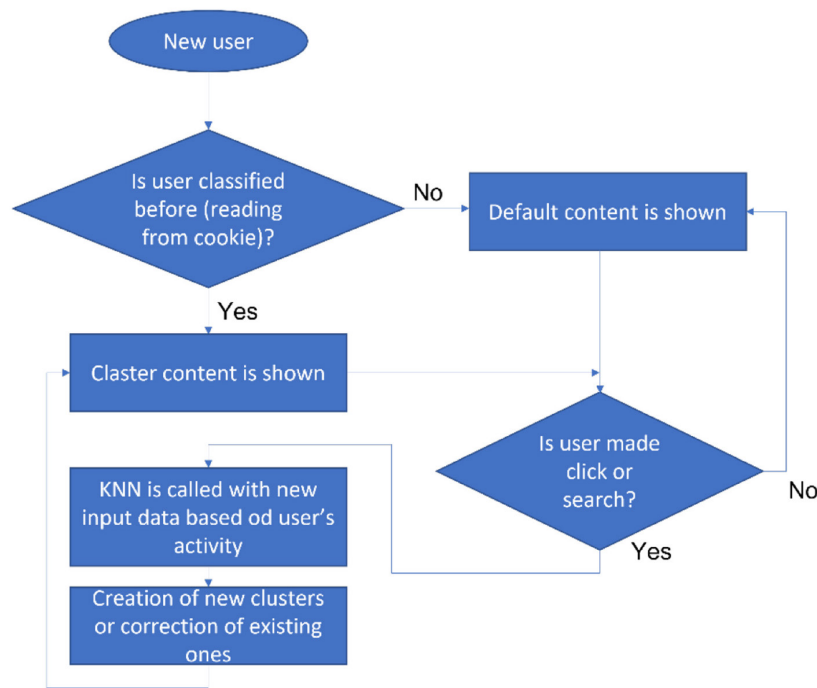 New user
Is user classified
before (reading
from cookie)?
No
Default content is shown
Yes
Claster content is shown
Is user made
click or
search?
No
Yes
KNN is called with new
input data based od user's
activity
Creation of new clusters
or correction of existing
ones